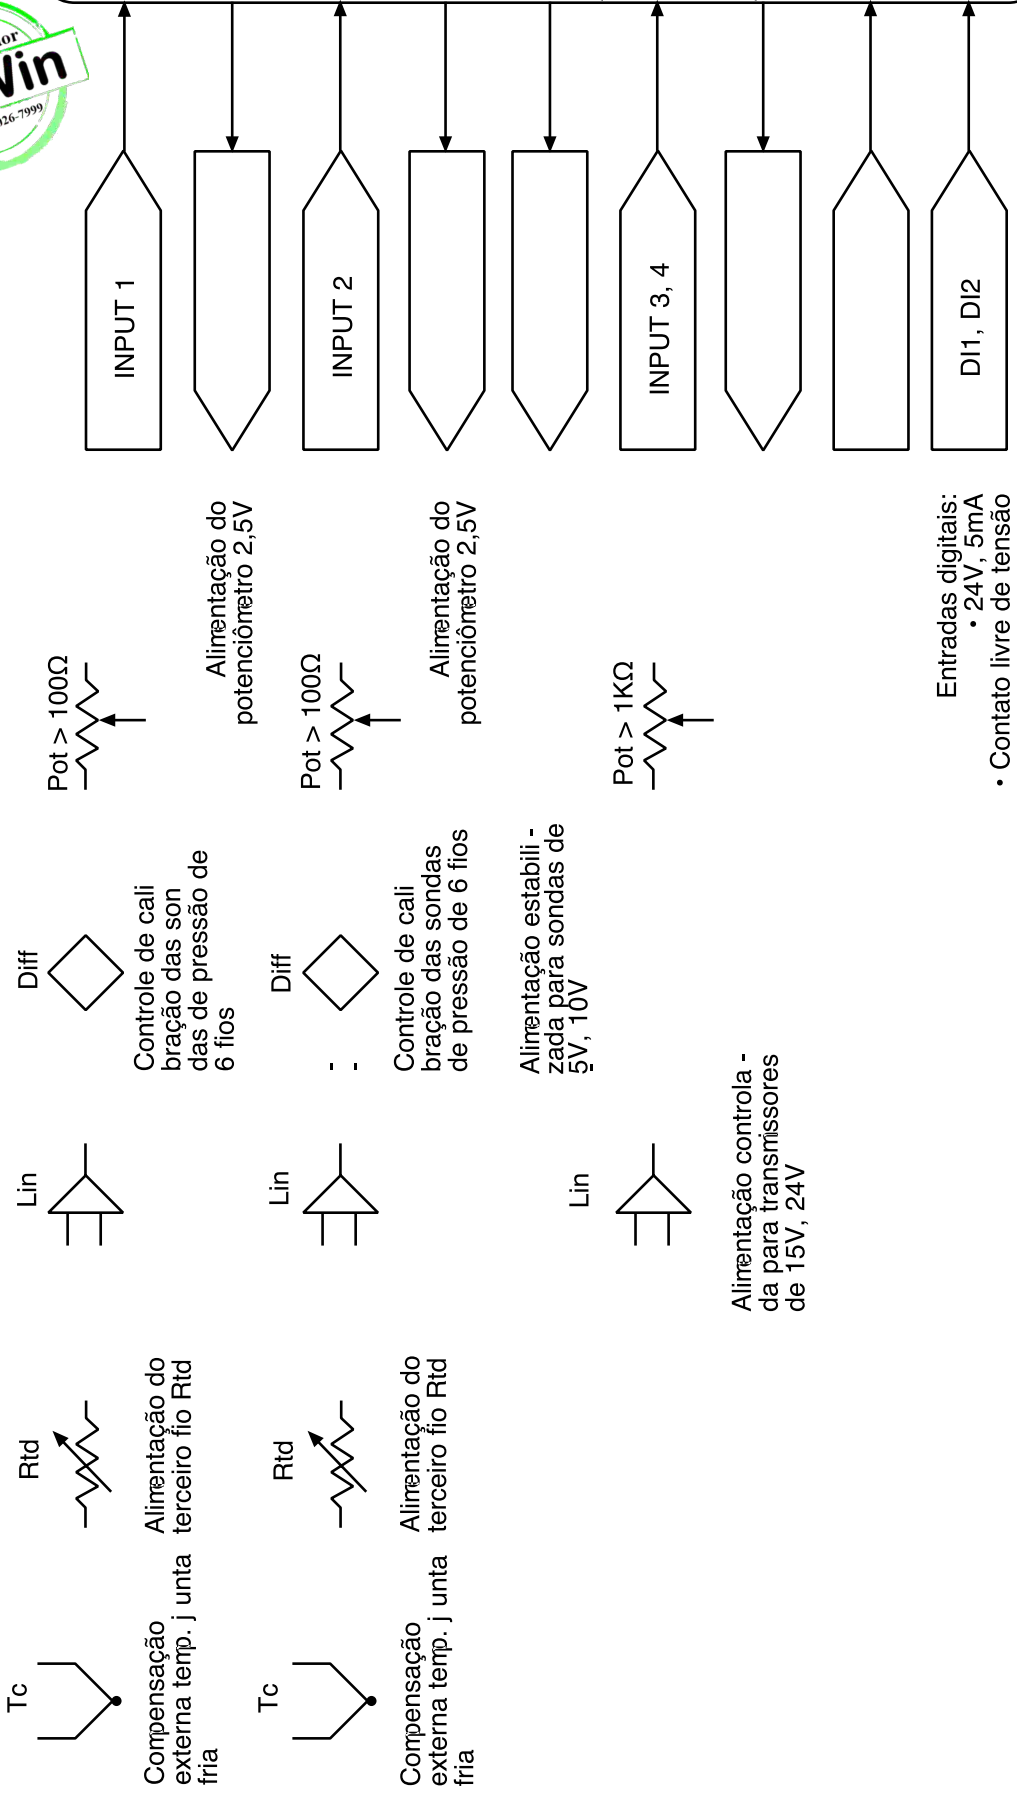 Tc
Rtd
Lin
Diff
Pot > 100Ω
INPUT 1
Compensação
externa temp. j unta
fria
Alimentação do
terceiro fio Rtd
Controle de cali
bração das son
das de pressão de
6 fios
Alimentação do
potenciômetro 2,5V
Tc
Rtd
Lin
Diff
Pot > 100Ω
INPUT 2
Compensação
externa temp. j unta
fria
Alimentação do
terceiro fio Rtd
Controle de cali
bração das sondas
de pressão de 6 fios
Alimentação do
potenciômetro 2,5V
Alimentação estabili -
zada para sondas de
5V, 10V
Lin
Pot > 1KΩ
INPUT 3, 4
Alimentação controla -
da para transmissores
de 15V, 24V
Entradas digitais:
• 24V, 5mA
• Contato livre de tensão
DI1, DI2
or
Win
026-7999